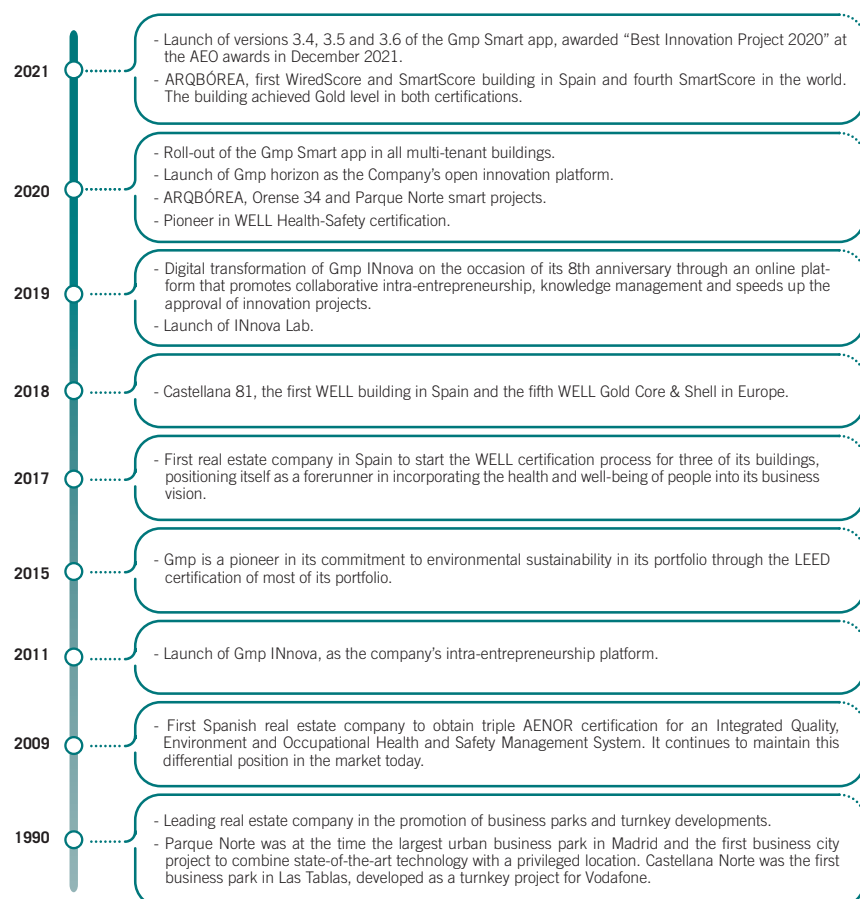 2021
- Launch of versions 3.4, 3.5 and 3.6 of the Gmp Smart app, awarded “Best Innovation Project 2020” at
the AEO awards in December 2021.
- ARQBÓREA, first WiredScore and SmartScore building in Spain and fourth SmartScore in the world.
The building achieved Gold level in both certifications.
2020
- Roll-out of the Gmp Smart app in all multi-tenant buildings.
- Launch of Gmp horizon as the Company’s open innovation platform.
- ARQBÓREA, Orense 34 and Parque Norte smart projects.
- Pioneer in WELL Health-Safety certification.
2019
- Digital transformation of Gmp INnova on the occasion of its 8th anniversary through an online plat-
form that promotes collaborative intra-entrepreneurship, knowledge management and speeds up the
approval of innovation projects.
- Launch of INnova Lab.
2018
- Castellana 81, the first WELL building in Spain and the fifth WELL Gold Core & Shell in Europe.
2017
- First real estate company in Spain to start the WELL certification process for three of its buildings,
positioning itself as a forerunner in incorporating the health and well-being of people into its business
vision.
2015
- Gmp is a pioneer in its commitment to environmental sustainability in its portfolio through the LEED
certification of most of its portfolio.
2011
- Launch of Gmp INnova, as the company’s intra-entrepreneurship platform.
2009
- First Spanish real estate company to obtain triple AENOR certification for an Integrated Quality,
Environment and Occupational Health and Safety Management System. It continues to maintain this
differential position in the market today.
1990
- Leading real estate company in the promotion of business parks and turnkey developments.
- Parque Norte was at the time the largest urban business park in Madrid and the first business city
project to combine state-of-the-art technology with a privileged location. Castellana Norte was the first
business park in Las Tablas, developed as a turnkey project for Vodafone.